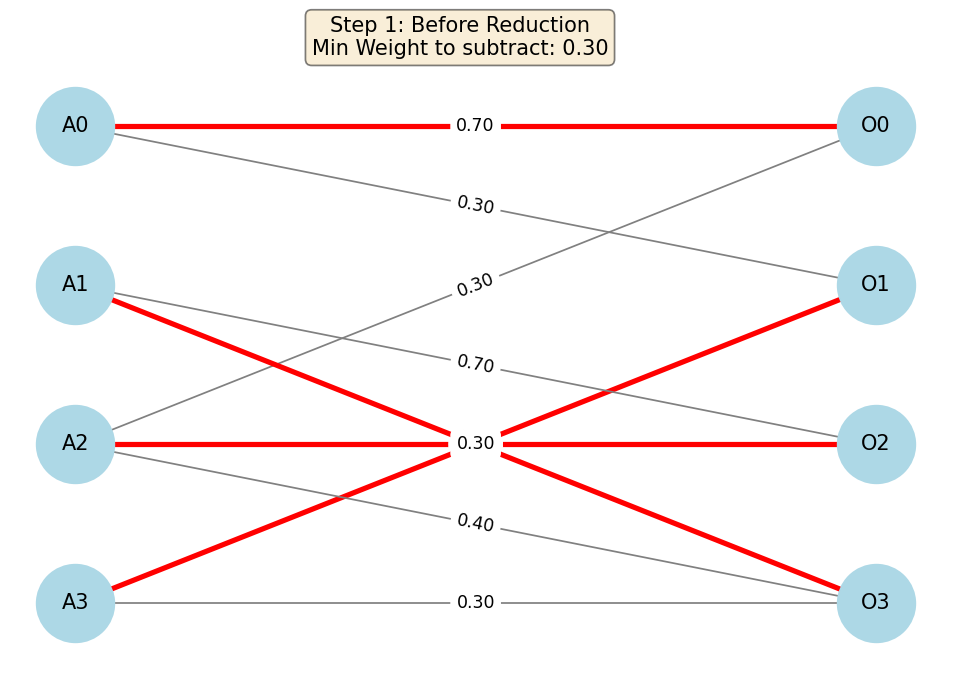 Step 1: Before Reduction
Min Weight to subtract: 0.30
A0
0.70
O0
0.30
A1
0.30
O1
0.70
A2
0.30
O2
0.40
A3
0.30
O3